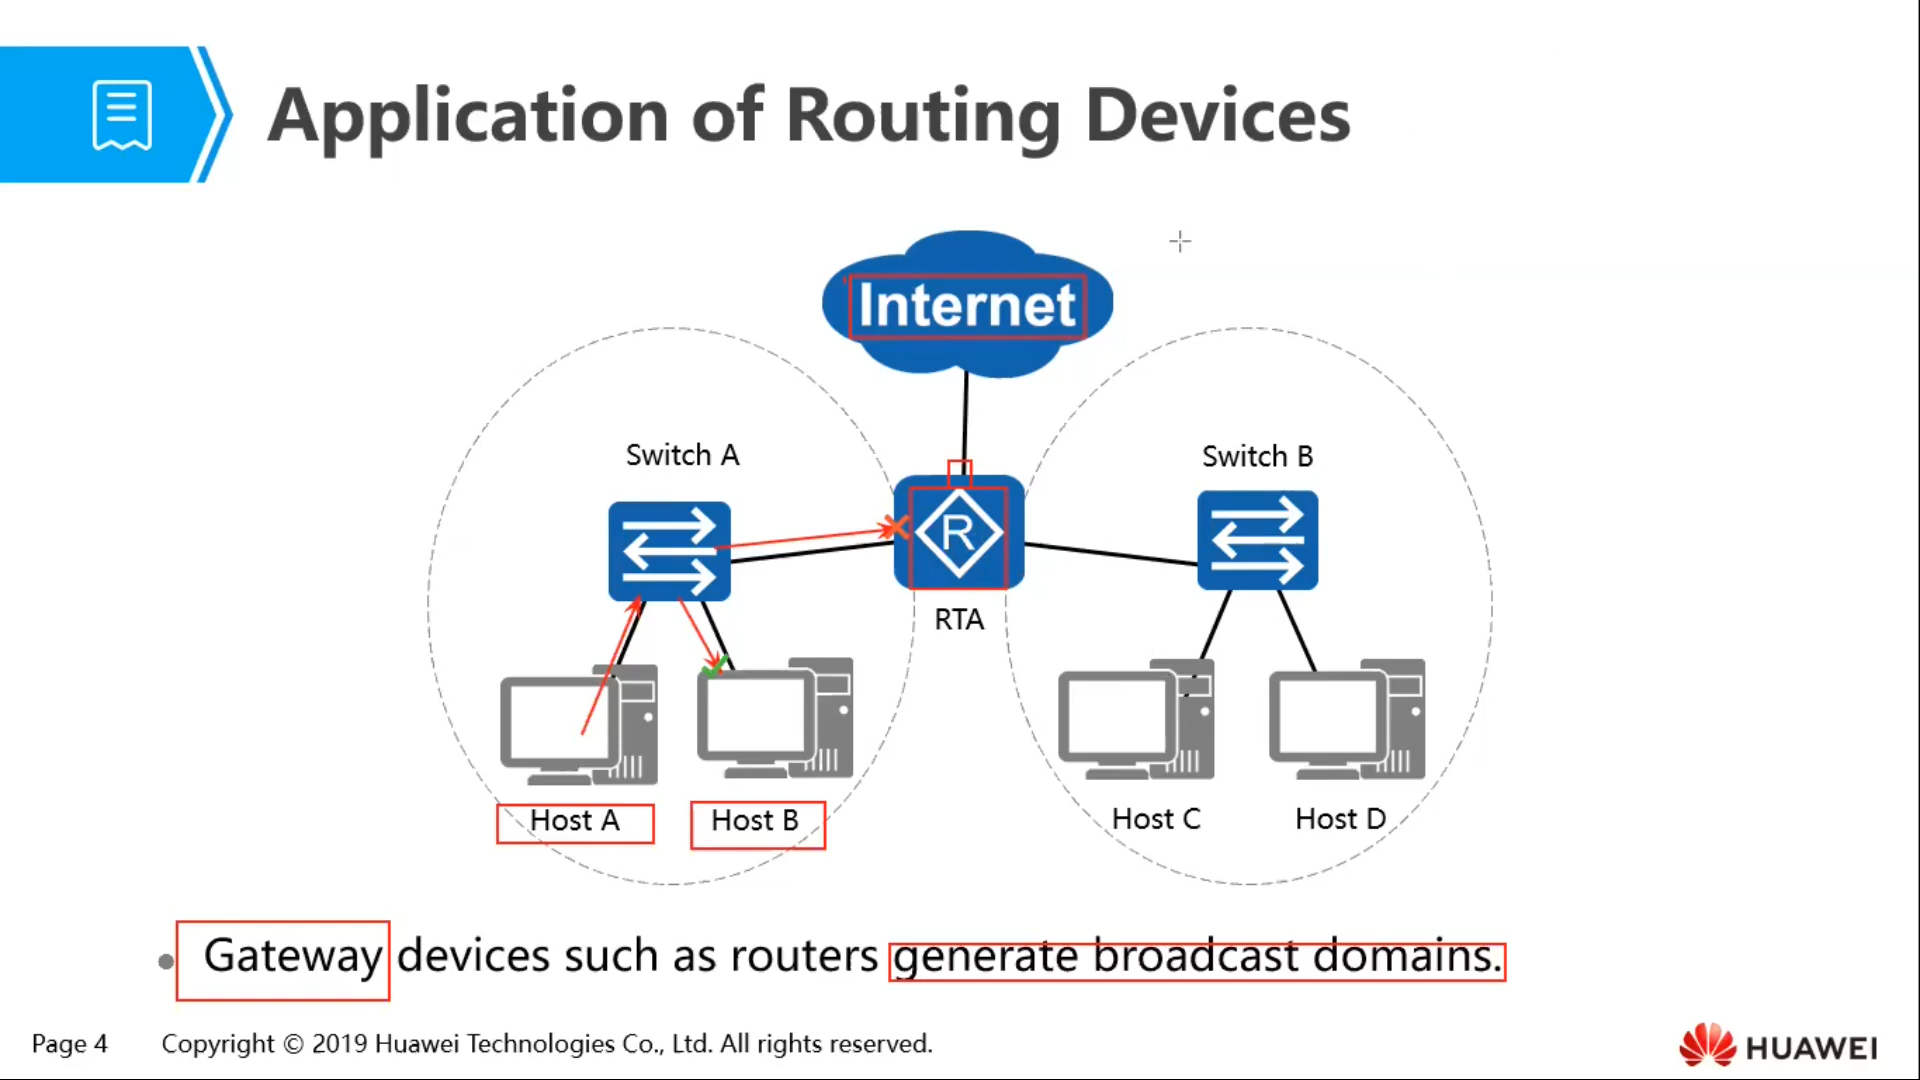 Application of Routing Devices
Internet
Switch A
Switch B
R
RTA
Host A
Host B
Host C
Host D
Gateway devices such as routers generate broadcast domains.
Page 4
Copyright © 2019 Huawei Technologies Co., Ltd. All rights reserved.
HUAWEI